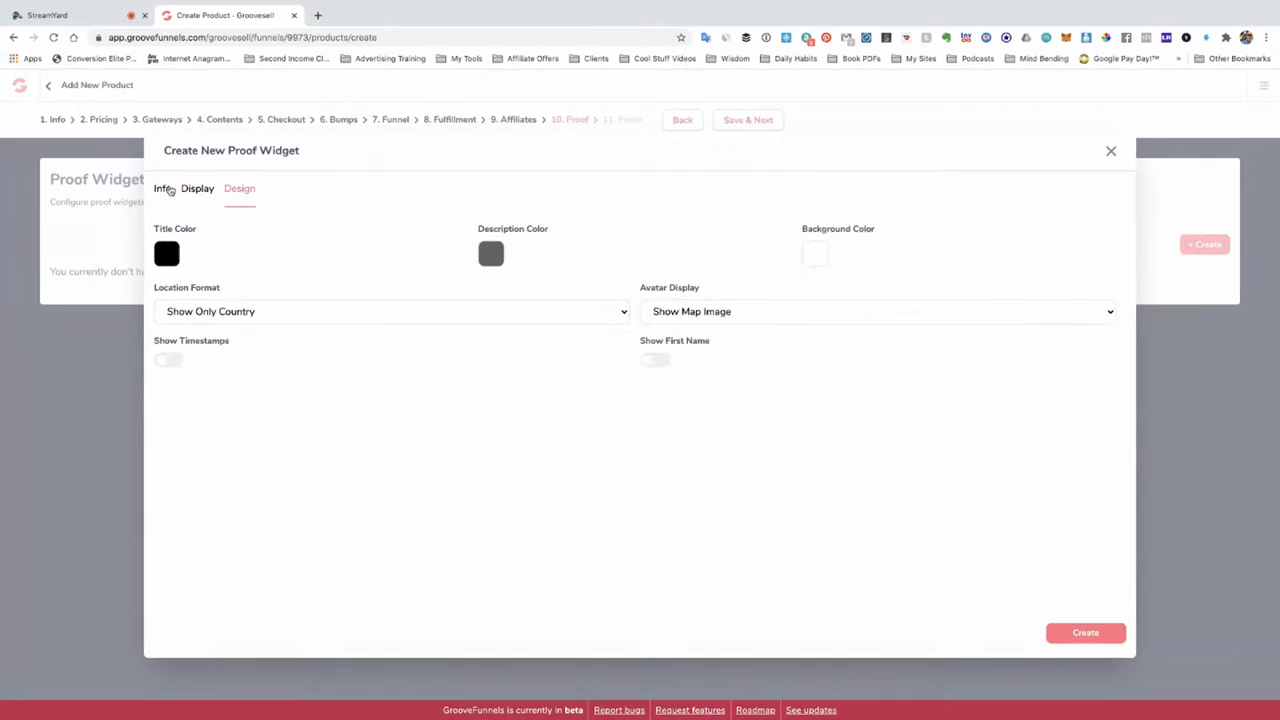 StreamYard
Create Product - Groovesell
app.groovefunnels.com/groovesell/funnels/9973/products/create
Apps Conversion Elite P... Internet Anagram... Second Income Cl... Advertising Training My Tools Affiliate Offers Clients Cool Stuff Videos Wisdom Daily Habits Book PDFs My Sites Podcasts Mind Bending Google Pay Day!™ » Other Bookmarks
Add New Product
1. Info > 2. Pricing > 3. Gateways > 4. Contents > 5. Checkout > 6. Bumps > 7. Funnel > 8. Fulfillment > 9. Affiliates > 10. Proof > 11. Finish Back Save & Next
Create New Proof Widget
Proof Widget
Configure proof widgets
You currently don't ha
+ Create
Info Display Design
Title Color Description Color Background Color
Location Format Avatar Display
Show Only Country Show Map Image
Show Timestamps Show First Name
Create
GrooveFunnels is currently in beta Report bugs Request features Roadmap See updates